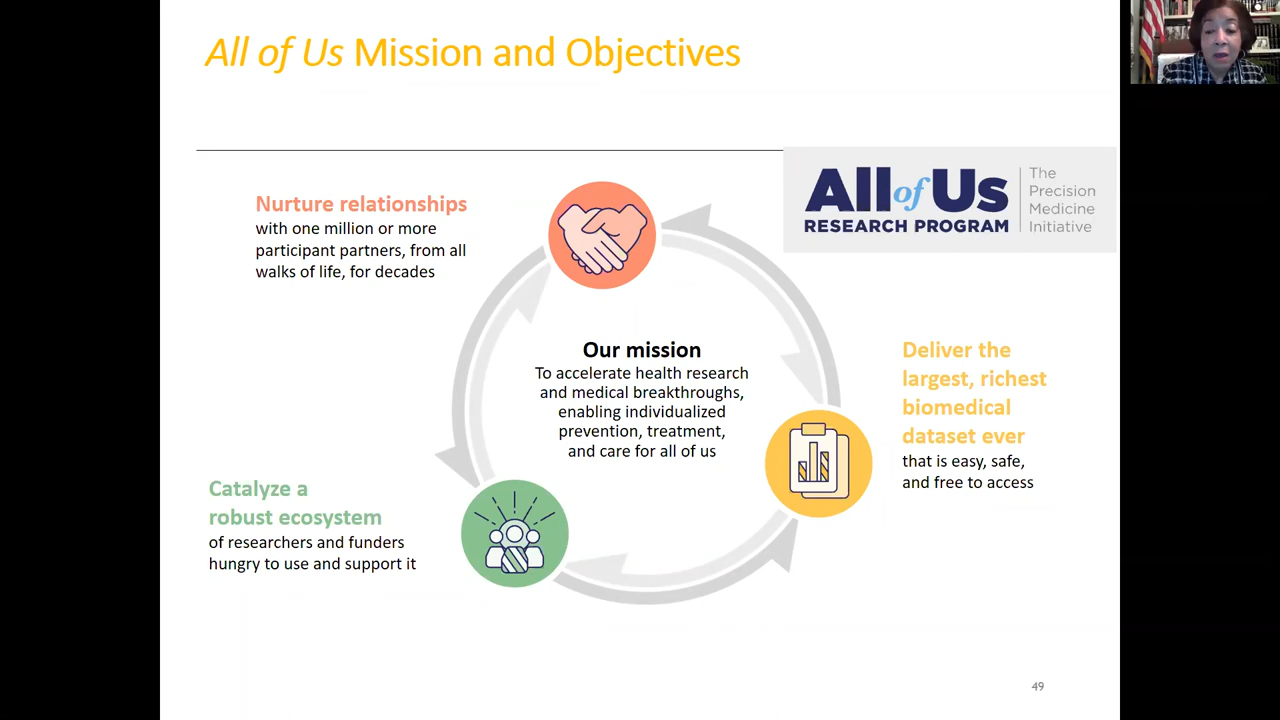 All of Us Mission and Objectives
All of Us
RESEARCH PROGRAM
The
Precision
Medicine
Initiative
Nurture relationships
with one million or more
participant partners, from all
walks of life, for decades
Our mission
To accelerate health research
and medical breakthroughs,
enabling individualized
prevention, treatment,
and care for all of us
Deliver the
largest, richest
biomedical
dataset ever
that is easy, safe,
and free to access
Catalyze a
robust ecosystem
of researchers and funders
hungry to use and support it
49